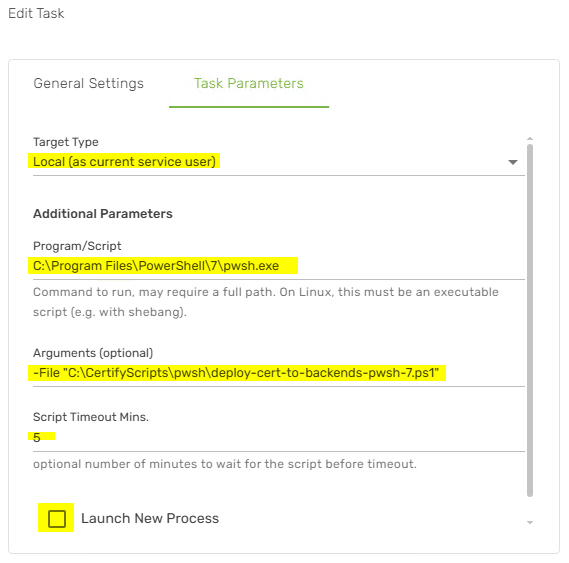 Edit Task
General Settings
Task Parameters
Target Type
Local (as current service user)
Additional Parameters
Program/Script
C:\Program Files\PowerShell\7\pwsh.exe
Command to run, may require a full path. On Linux, this must be an executable
script (e.g. with shebang).
Arguments (optional)
-File "C:\CertifyScripts\pwsh\deploy-cert-to-backends-pwsh-7.ps1"
Script Timeout Mins.
5
optional number of minutes to wait for the script before timeout.
Launch New Process